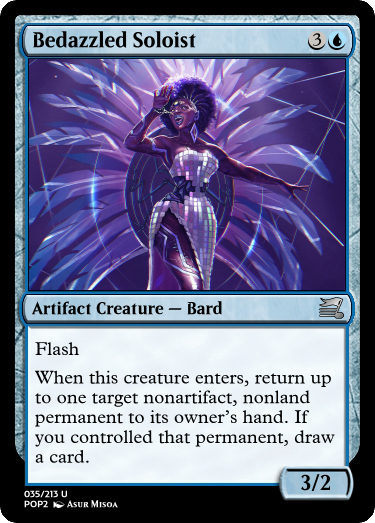 Bedazzled Soloist 3
Artifact Creature — Bard
Flash
When this creature enters, return up
to one target nonartifact, nonland
permanent to its owner's hand. If
you controlled that permanent, draw
a card.
3/2
035/213 U
POP2 Asur Misoa